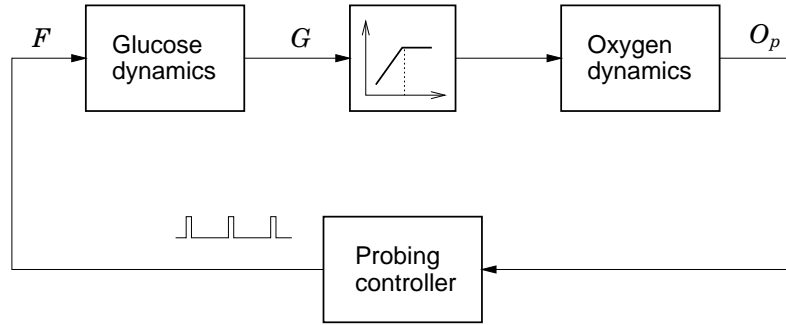 F
Glucose
dynamics
G
Oxygen
dynamics
O_p
Probing
controller